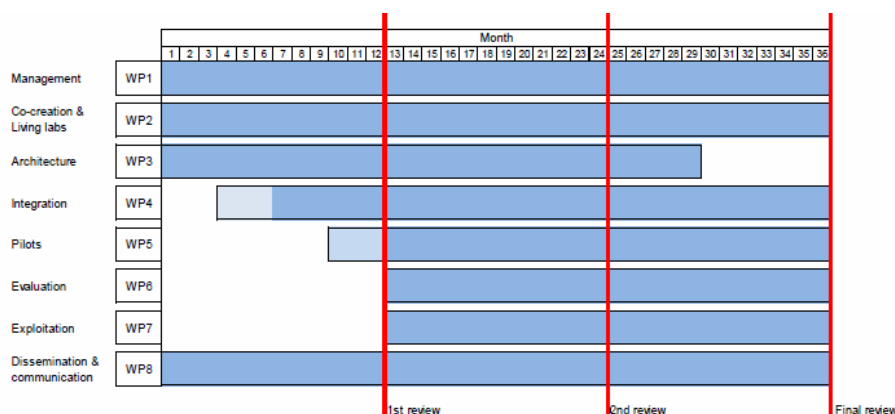 Month
1 2 3 4 5 6 7 8 9 10 11 12 13 14 15 16 17 18 19 20 21 22 23 24 25 26 27 28 29 30 31 32 33 34 35 36
Management WP1
Co-creation &
Living labs WP2
Architecture WP3
Integration WP4
Pilots WP5
Evaluation WP6
Exploitation WP7
Dissemination &
communication WP8
1st review 2nd review Final review